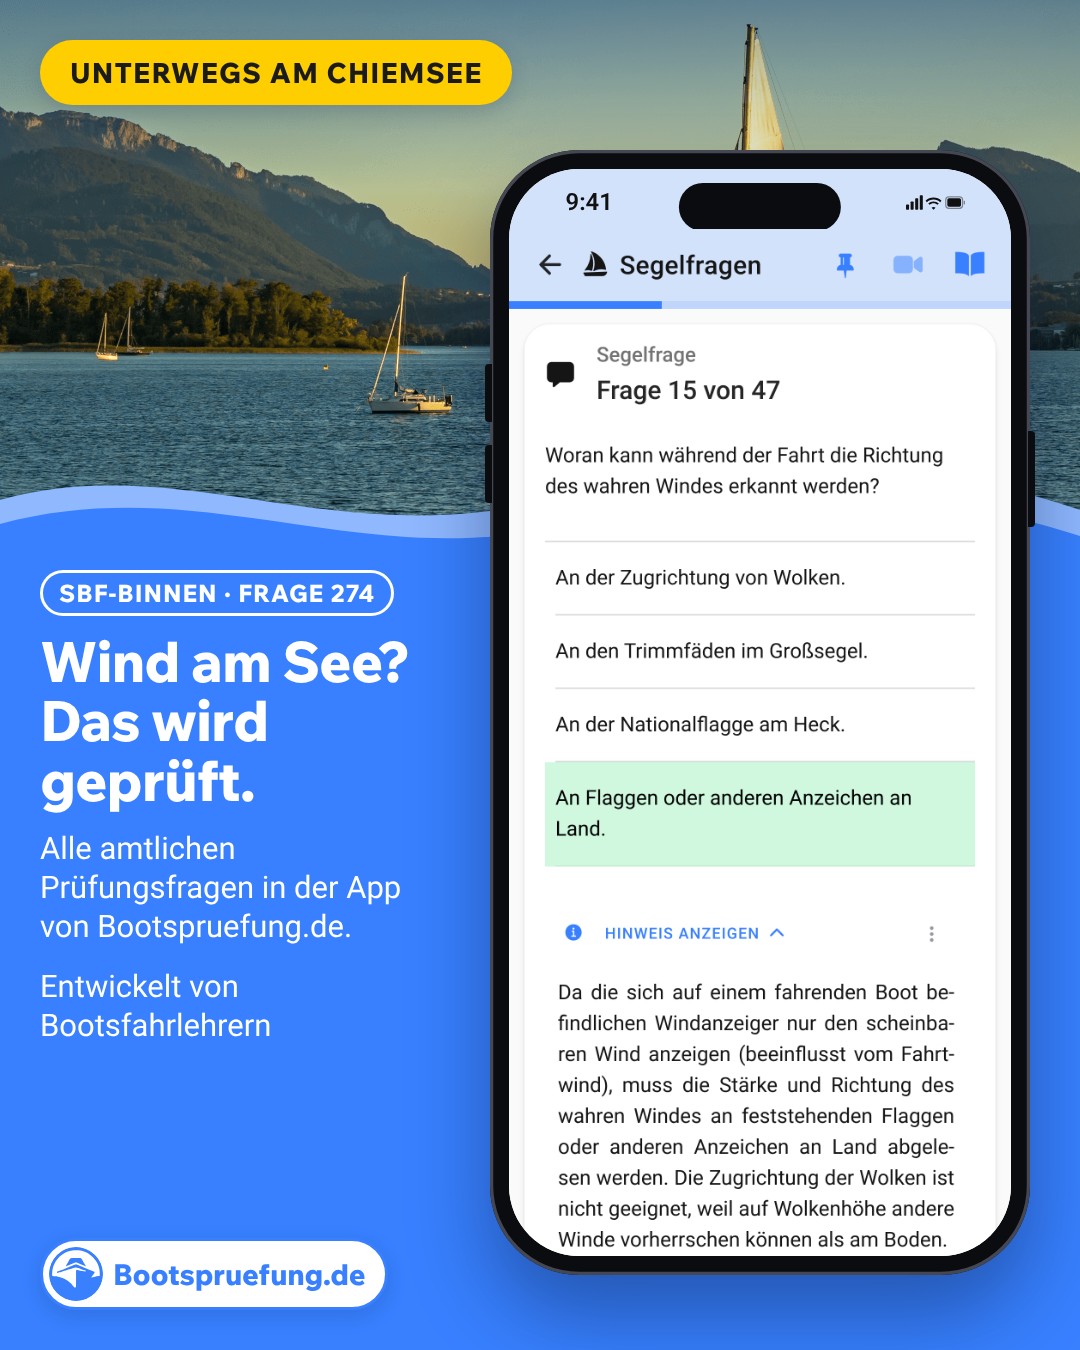 UNTERWEGS AM CHIEMSEE
9:41
Segelfragen
Segelfrage
Frage 15 von 47
Woran kann während der Fahrt die Richtung
des wahren Windes erkannt werden?
An der Zugrichtung von Wolken.
An den Trimmfäden im Großsegel.
An der Nationalflagge am Heck.
An Flaggen oder anderen Anzeichen an
Land.
HINWEIS ANZEIGEN
Da die sich auf einem fahrenden Boot be-
findlichen Windanzeiger nur den scheinba-
ren Wind anzeigen (beeinflusst vom Fahrt-
wind), muss die Stärke und Richtung des
wahren Windes an feststehenden Flaggen
oder anderen Anzeichen an Land abgele-
sen werden. Die Zugrichtung der Wolken ist
nicht geeignet, weil auf Wolkenhöhe andere
Winde vorherrschen können als am Boden.
SBF-BINNEN · FRAGE 274
Wind am See?
Das wird
geprüft.
Alle amtlichen
Prüfungsfragen in der App
von Bootspruefung.de.
Entwickelt von
Bootsfahrlehrern
Bootspruefung.de